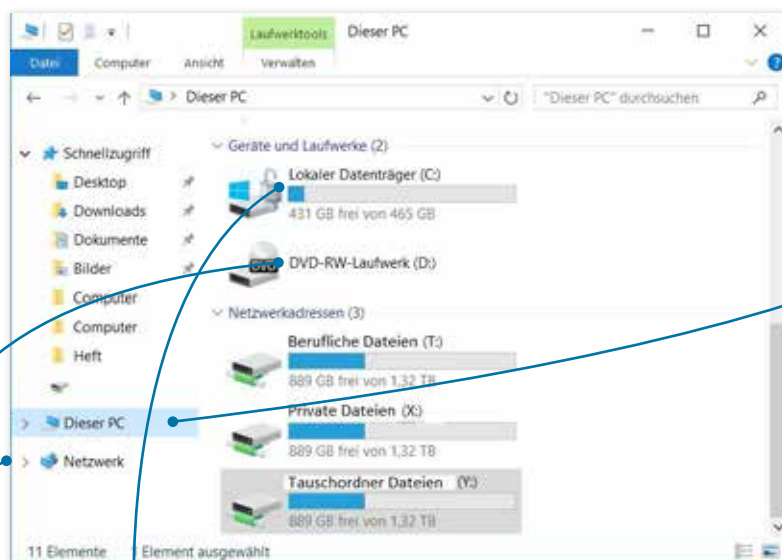 Laufwerktools Dieser PC
Datei Computer Ansicht Verwalten
Dieser PC "Dieser PC" durchsuchen
Schnellzugriff
Desktop
Downloads
Dokumente
Bilder
Computer
Computer
Heft
Dieser PC
Netzwerk
Geräte und Laufwerke (2)
Lokaler Datenträger (C:)
431 GB frei von 465 GB
DVD
DVD-RW-Laufwerk (D:)
Netzwerkadressen (3)
Berufliche Dateien (T:)
889 GB frei von 1,32 TB
Private Dateien (X:)
889 GB frei von 1,32 TB
Tauschordner Dateien (Y:)
889 GB frei von 1,32 TB
11 Elemente 1 Element ausgewählt